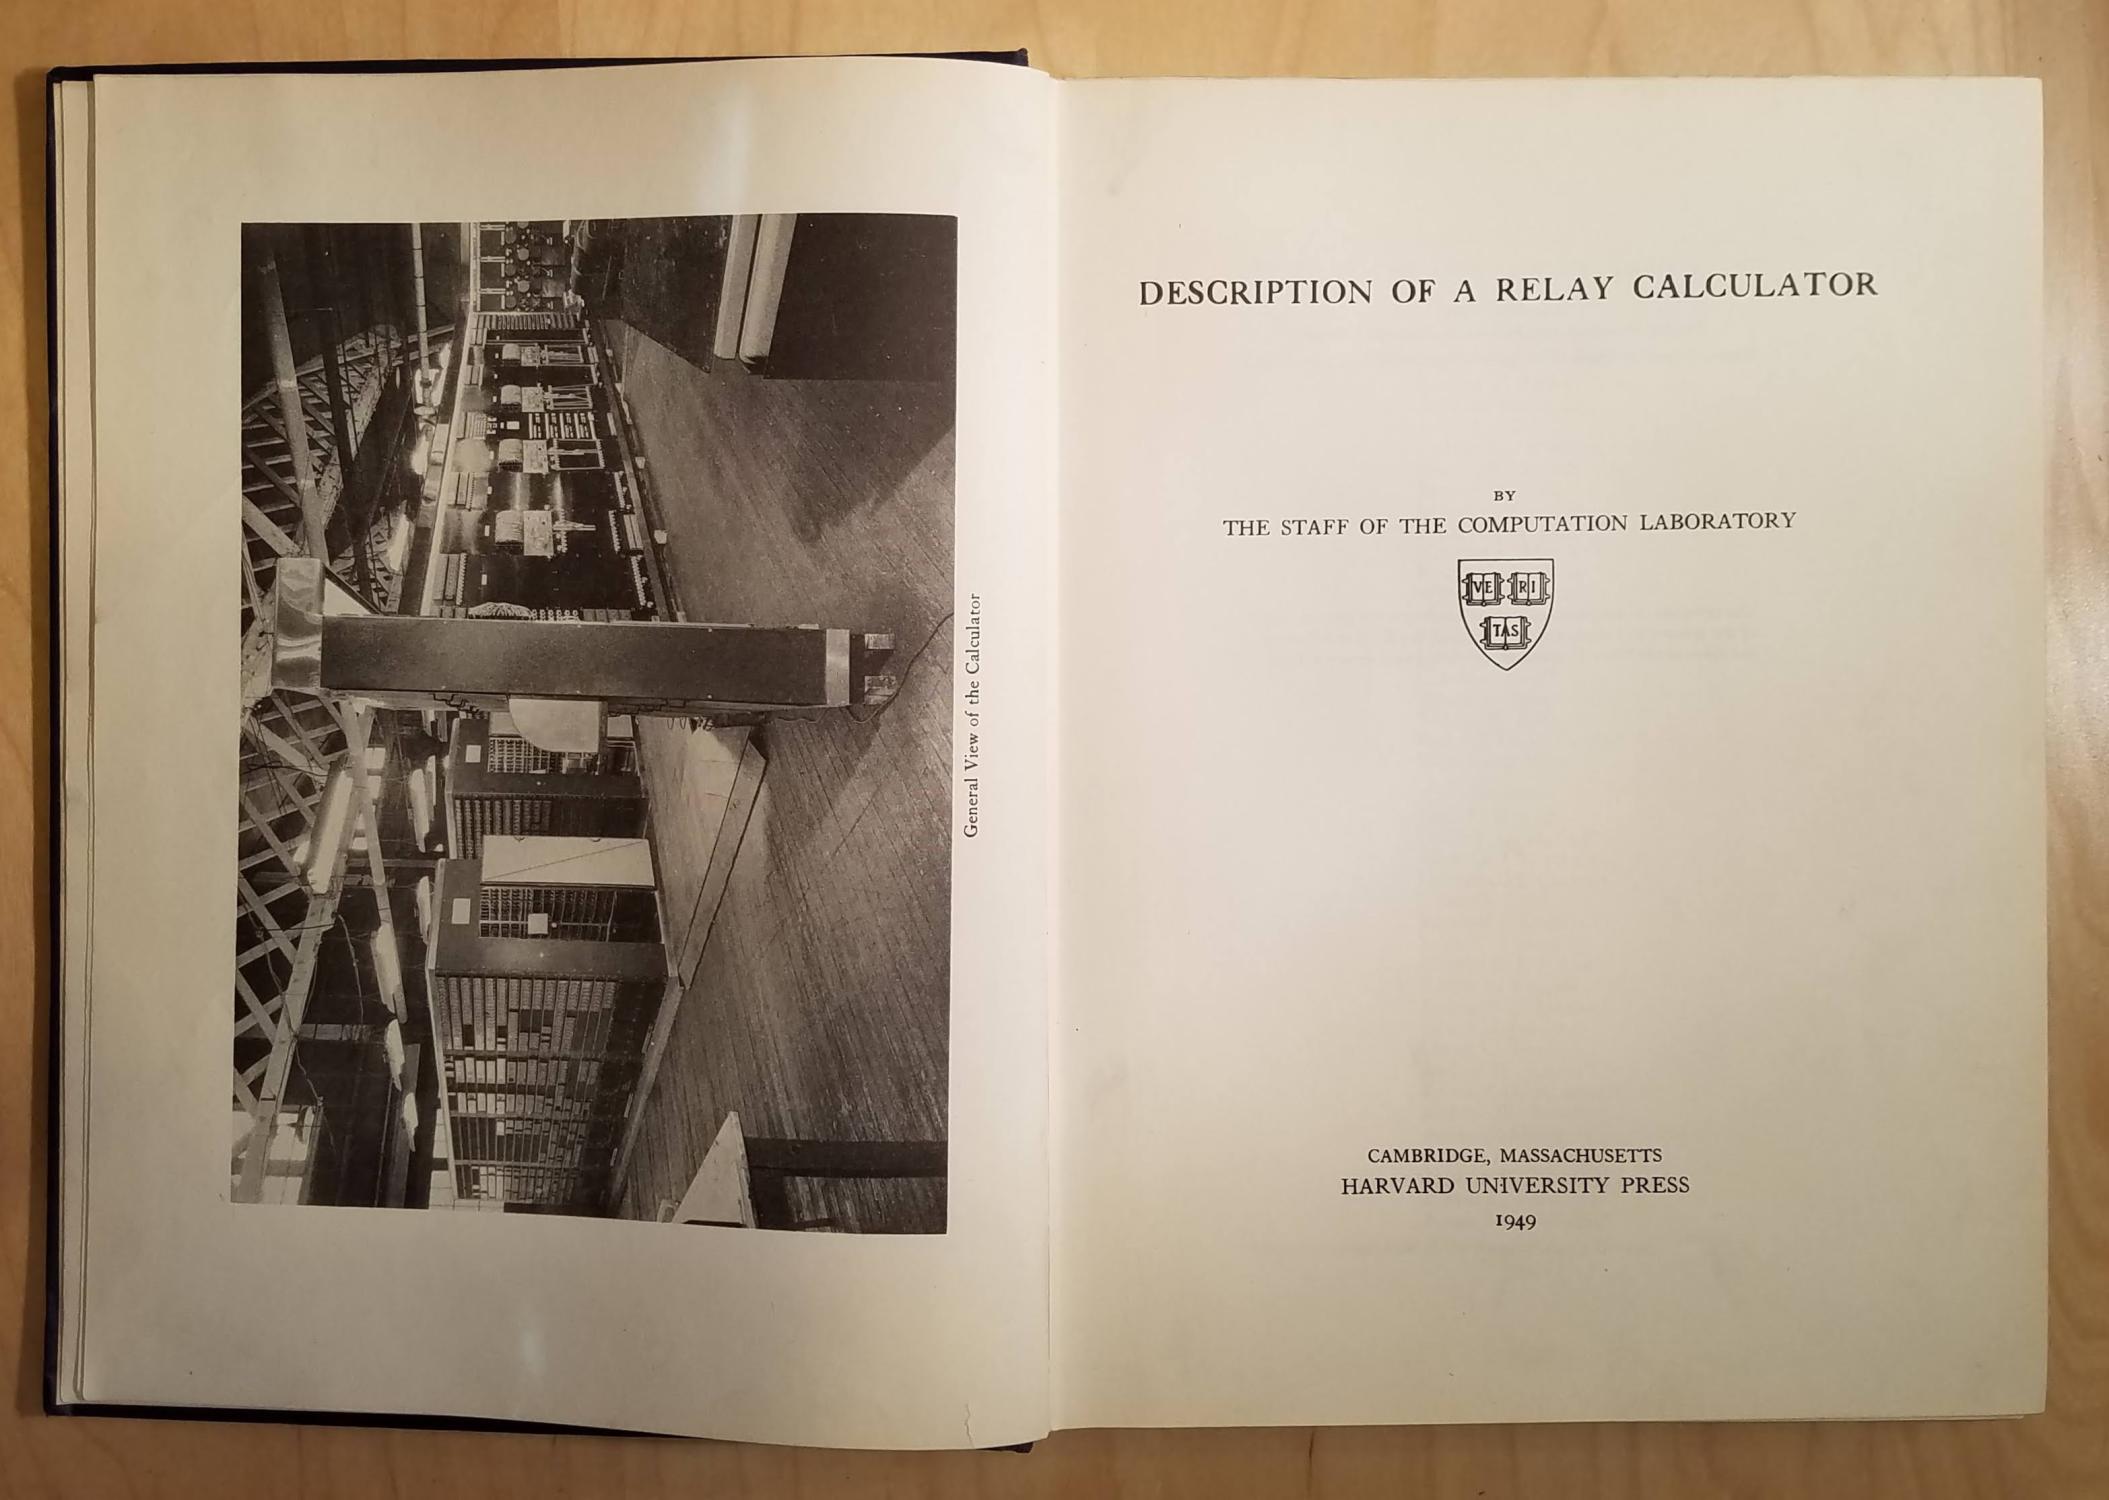 General View of the Calculator
DESCRIPTION OF A RELAY CALCULATOR
BY
THE STAFF OF THE COMPUTATION LABORATORY
VE RI
TAS
CAMBRIDGE, MASSACHUSETTS
HARVARD UNIVERSITY PRESS
1949